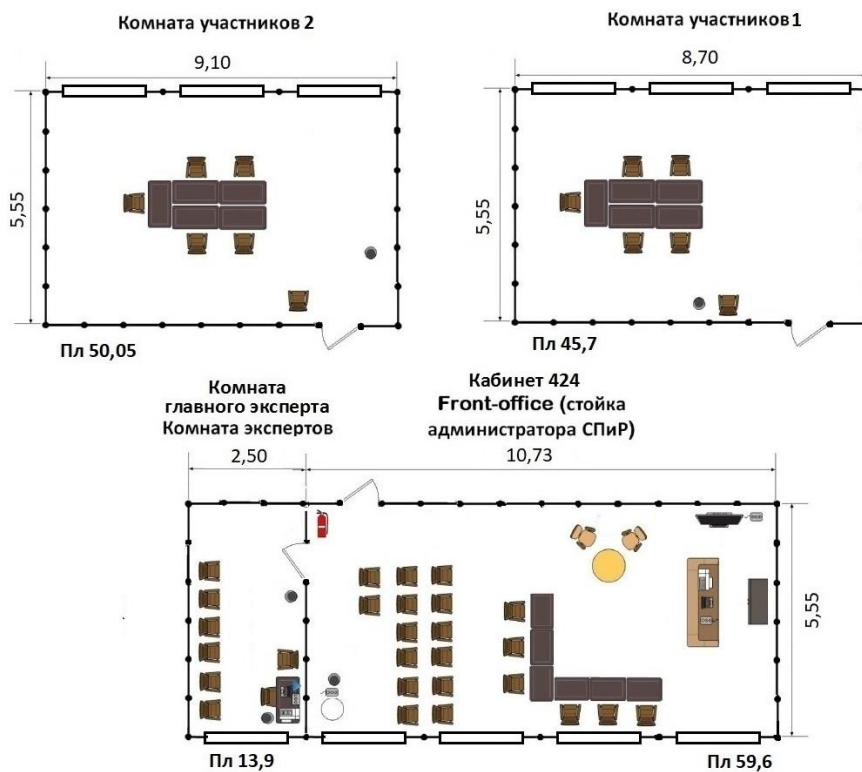 Комната участников 2
9,10
5,55
Пл 50,05
Комната участников 1
8,70
5,55
Пл 45,7
Комната
главного эксперта
Комната экспертов
2,50
Кабинет 424
Front-office (стойка
администратора СПиР)
10,73
5,55
Пл 13,9
Пл 59,6